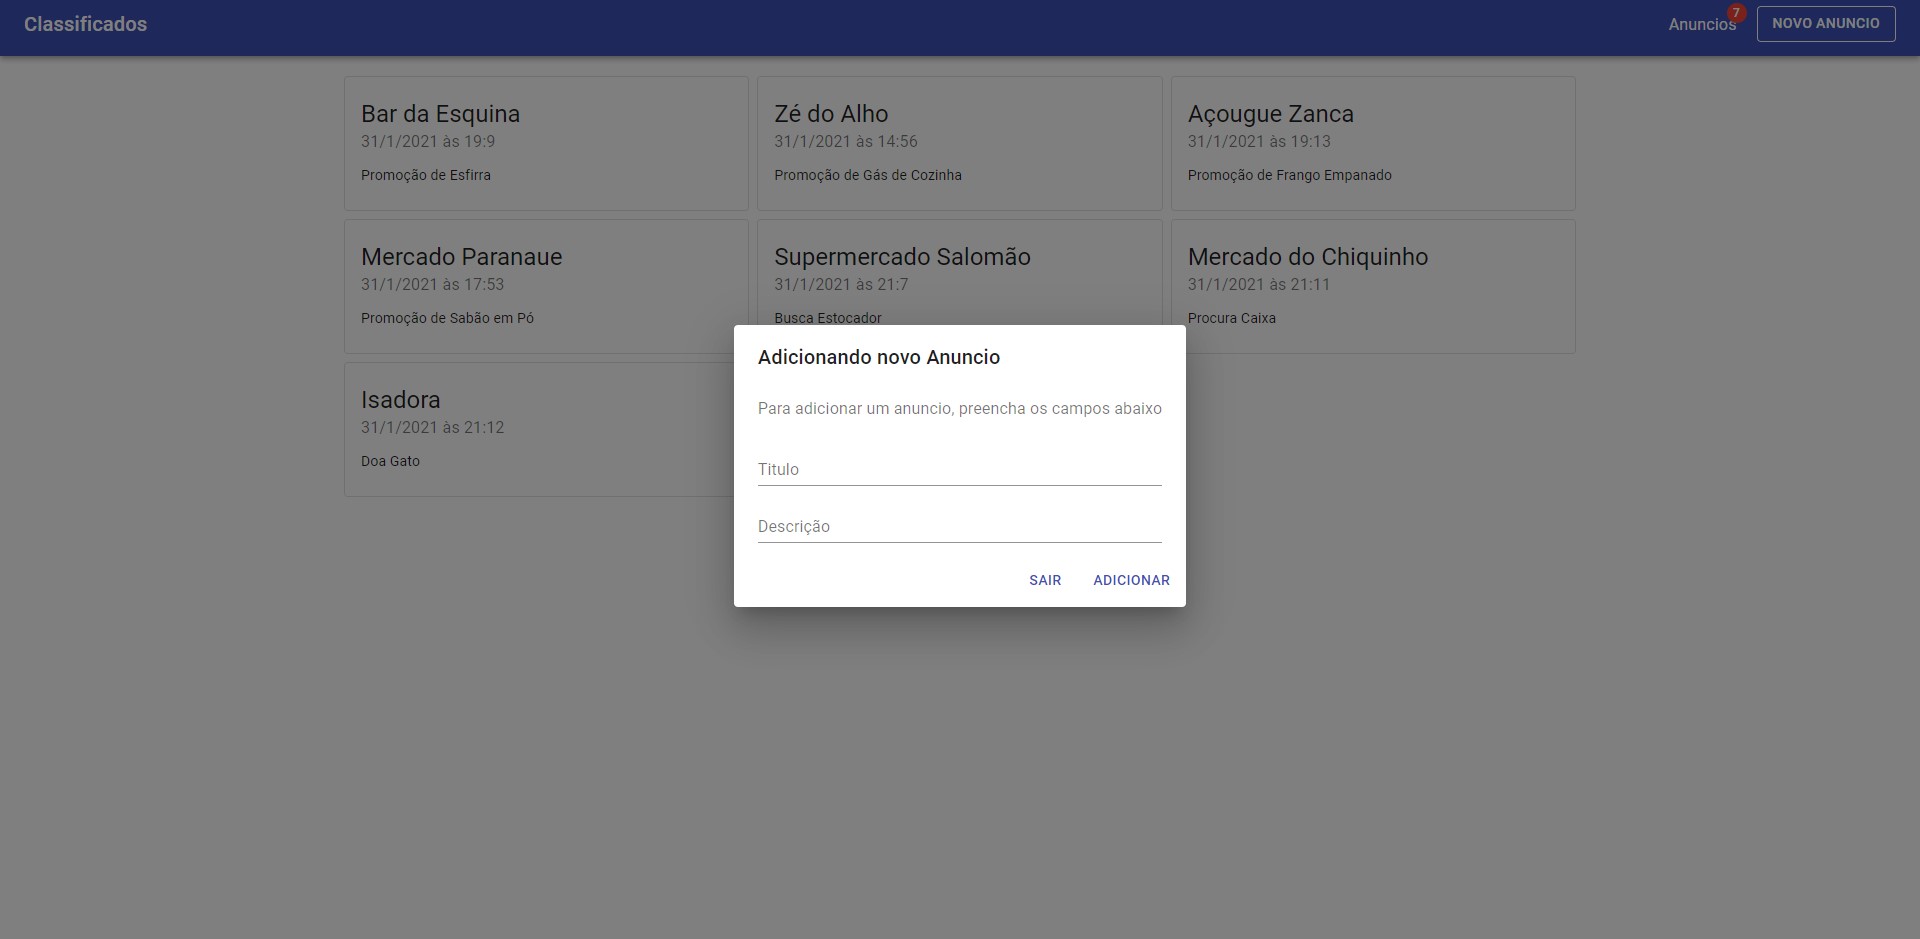 Classificados
Anuncios 7
NOVO ANUNCIO
Bar da Esquina
31/1/2021 às 19:9
Promoção de Esfirra
Zé do Alho
31/1/2021 às 14:56
Promoção de Gás de Cozinha
Açougue Zanca
31/1/2021 às 19:13
Promoção de Frango Empanado
Mercado Paranaue
31/1/2021 às 17:53
Promoção de Sabão em Pó
Supermercado Salomão
31/1/2021 às 21:7
Busca Estocador
Mercado do Chiquinho
31/1/2021 às 21:11
Procura Caixa
Isadora
31/1/2021 às 21:12
Doa Gato
Adicionando novo Anuncio
Para adicionar um anuncio, preencha os campos abaixo
Titulo
Descrição
SAIR
ADICIONAR